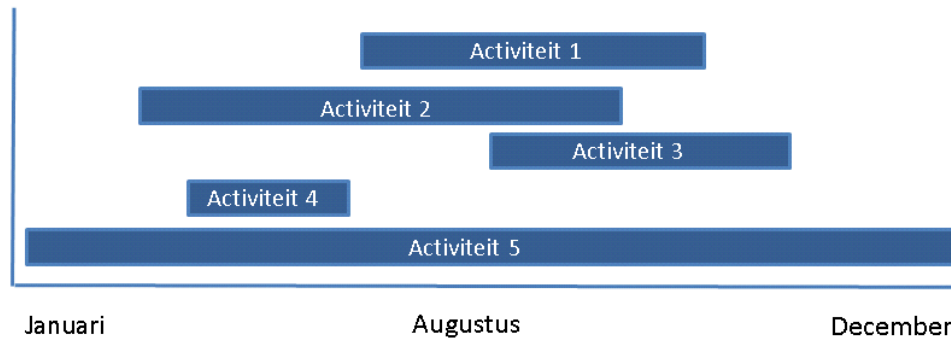 Activiteit 1
Activiteit 2
Activiteit 3
Activiteit 4
Activiteit 5
Januari Augustus December